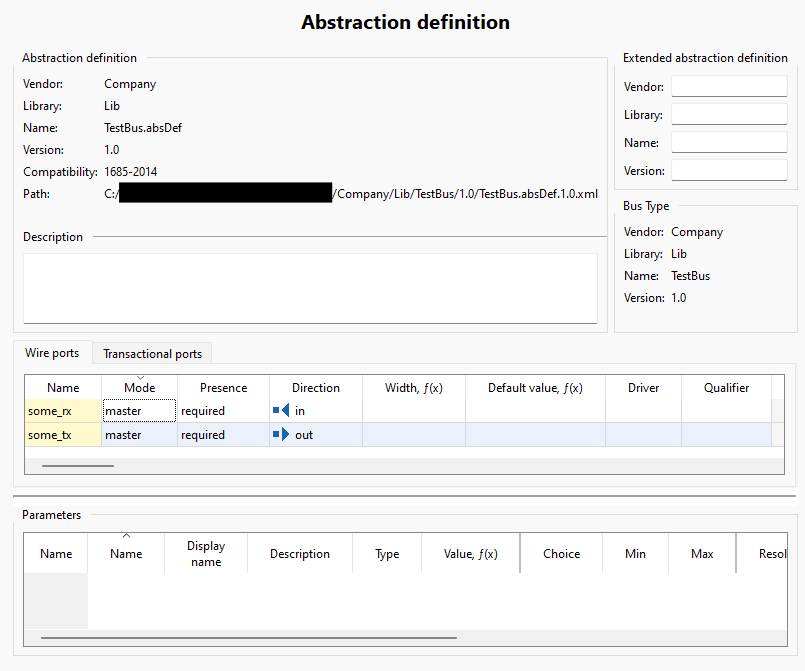 Abstraction definition
Abstraction definition
Vendor: Company
Library: Lib
Name: TestBus.absDef
Version: 1.0
Compatibility: 1685-2014
Path: C:/ /Company/Lib/TestBus/1.0/TestBus.absDef.1.0.xml
Description
Extended abstraction definition
Vendor:
Library:
Name:
Version:
Bus Type
Vendor: Company
Library: Lib
Name: TestBus
Version: 1.0
Wire ports Transactional ports
Name Mode Presence Direction Width, f(x) Default value, f(x) Driver Qualifier
some_rx master required in
some_tx master required out
Parameters
Name Name Display name Description Type Value, f(x) Choice Min Max Resol